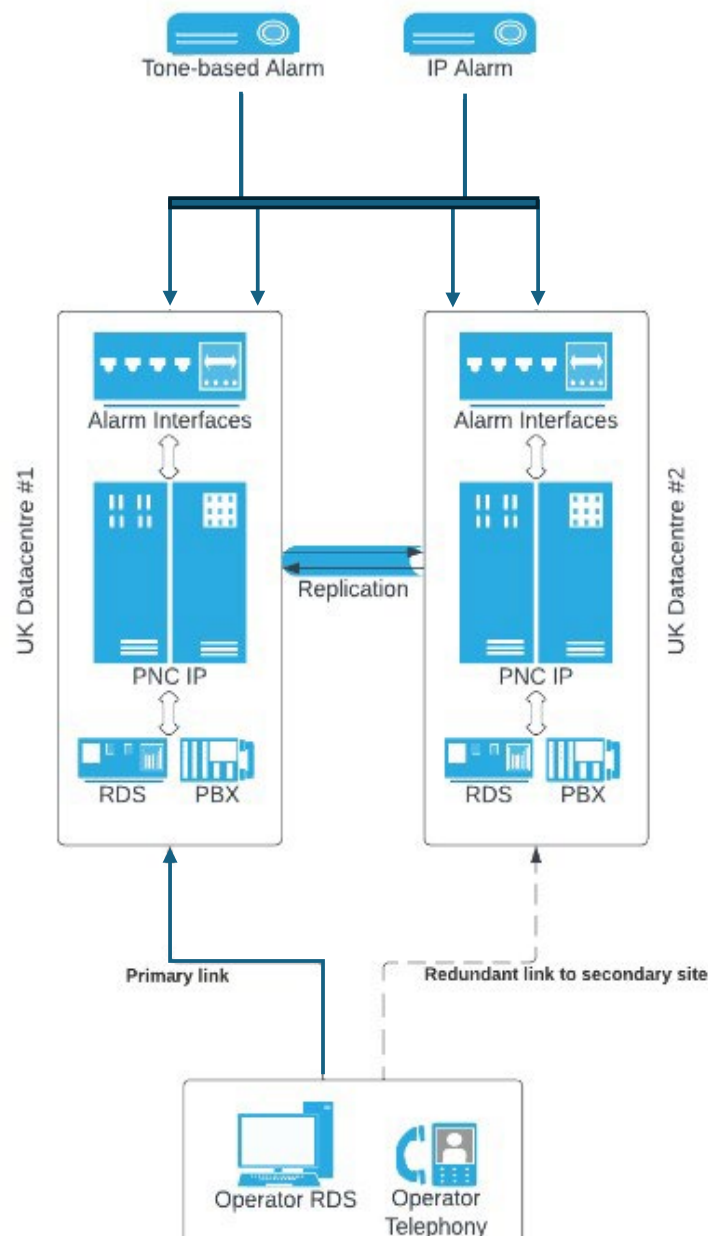 Tone-based Alarm
IP Alarm
UK Datacentre #1
Alarm Interfaces
PNC IP
RDS
PBX
Replication
Alarm Interfaces
PNC IP
RDS
PBX
UK Datacentre #2
Primary link
Redundant link to secondary site
Operator RDS
Operator
Telephony